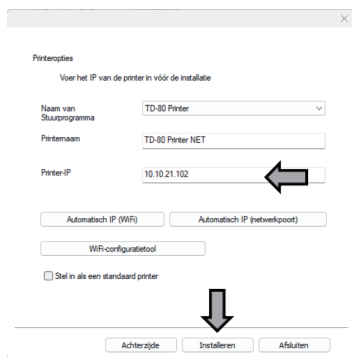 Printeropties
Voer het IP van de printer in vóór de installatie
Naam van
Stuurprogramma
TD-80 Printer
Printernaam
TD-80 Printer NET
Printer-IP
10.10.21.102
Automatisch IP (WiFi)
Automatisch IP (netwerkpoort)
WiFi-configuratietool
Stel in als een standaard printer
Achterzijde
Installeren
Afsluiten